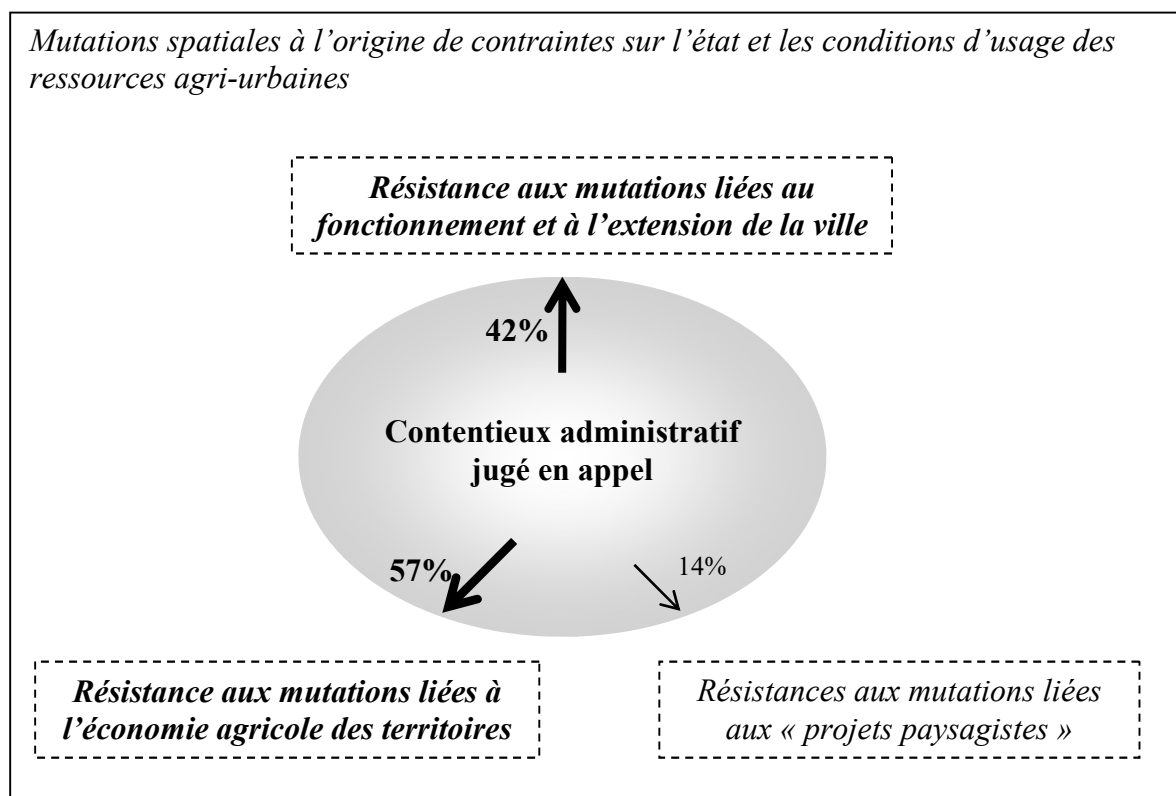 Mutations spatiales à l’origine de contraintes sur l’état et les conditions d’usage des
ressources agri-urbaines
Résistance aux mutations liées au
fonctionnement et à l’extension de la ville
42%
Contentieux administratif
jugé en appel
57%
14%
Résistance aux mutations liées à
l’économie agricole des territoires
Résistances aux mutations liées
aux « projets paysagistes »